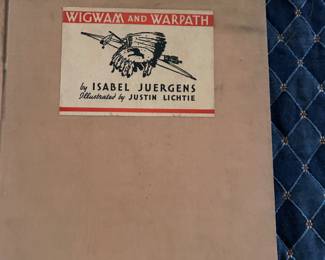 WIGWAM AND WARPATH
by ISABEL JUERGENS
Illustrated by JUSTIN LICHTIE